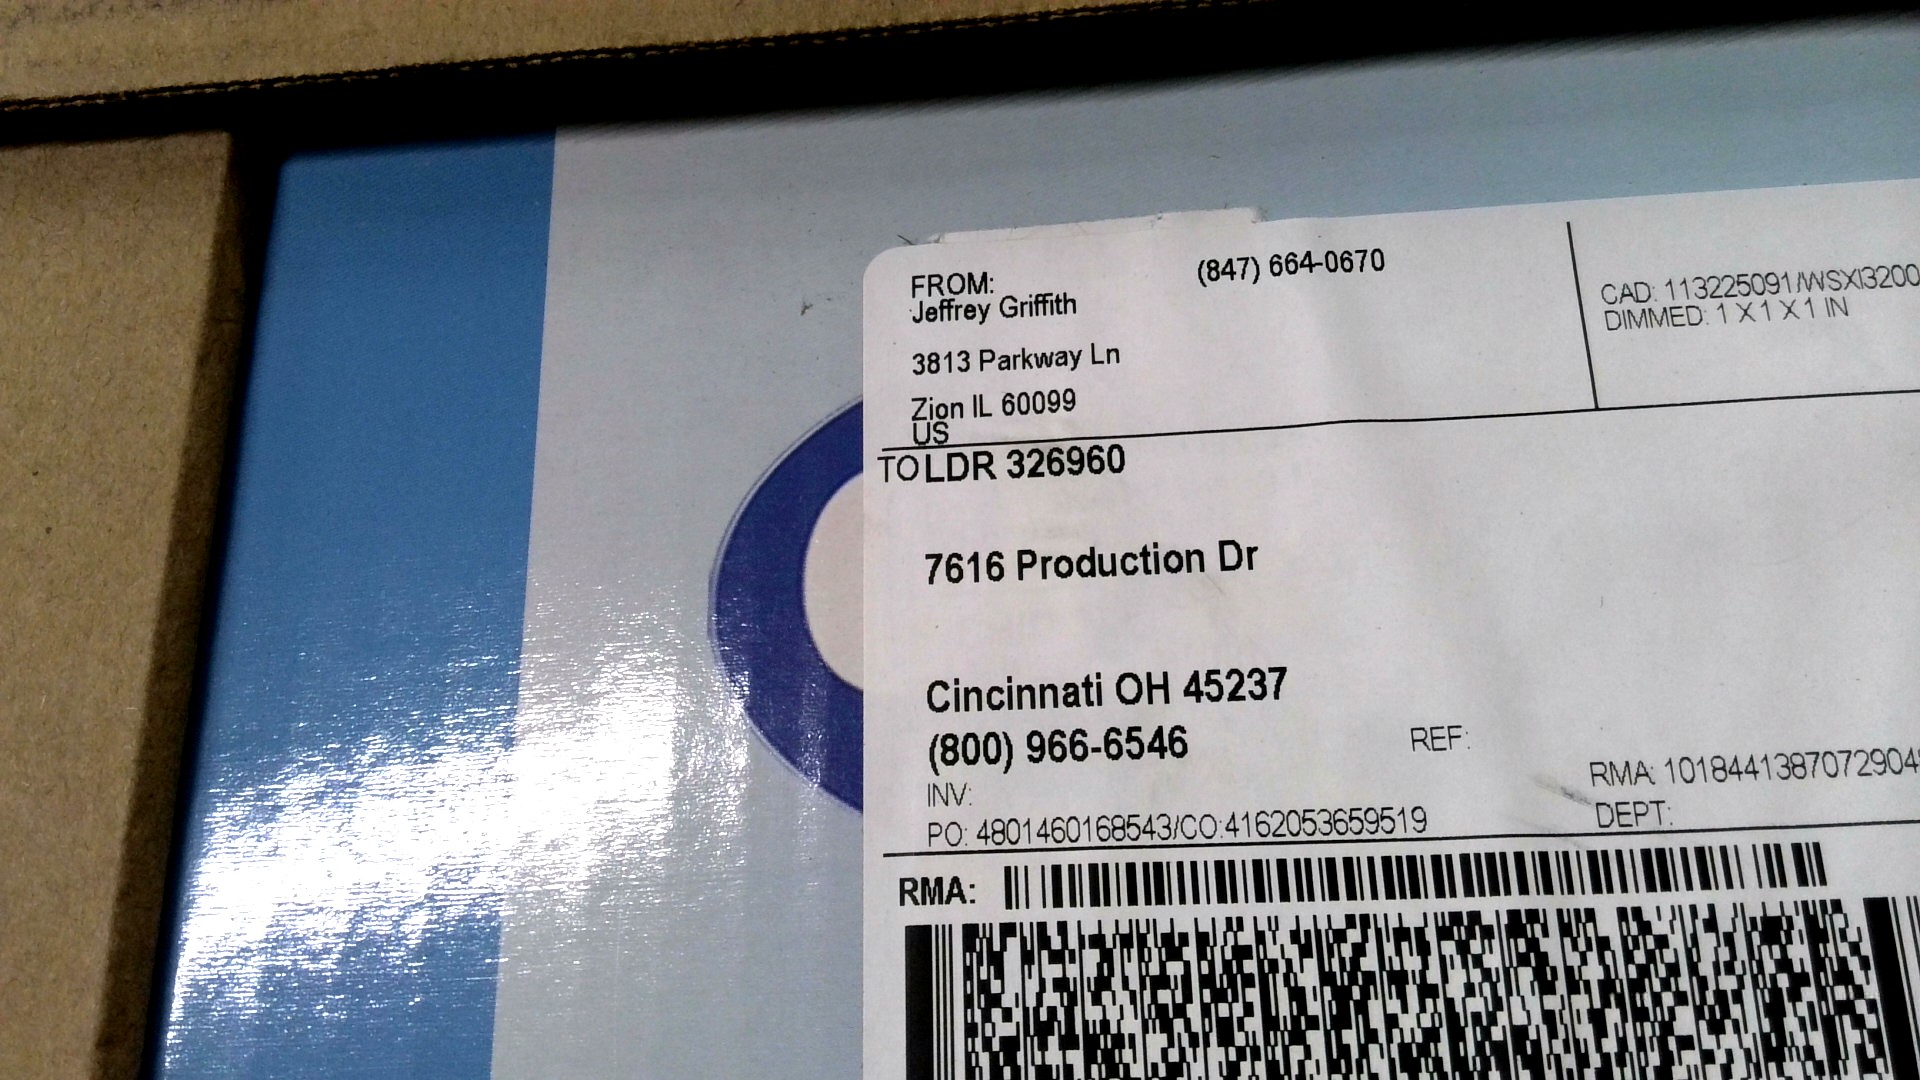 FROM:
(847) 664-0670
Jeffrey Griffith
3813 Parkway Ln
Zion IL 60099
US
CAD: 113225091/WSXI3200
DIMMED: 1 X 1 X 1 IN
TO LDR 326960
7616 Production Dr
Cincinnati OH 45237
(800) 966-6546
REF:
INV:
RMA: 1018441387072904
PO: 4801460168543/CO:4162053659519
DEPT:
RMA: